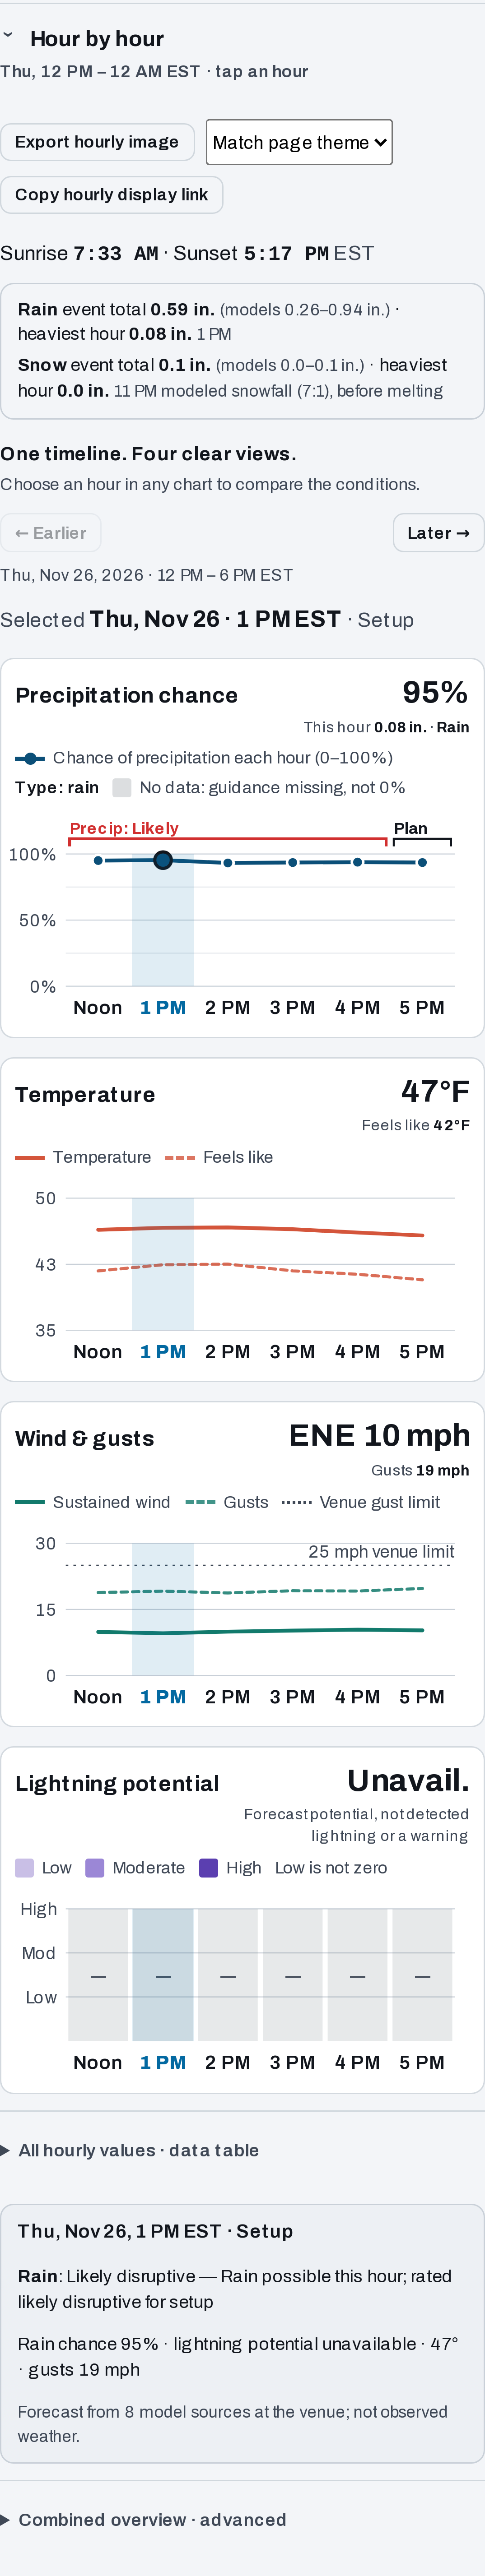 Hour by hour
Thu, 12 PM – 12 AM EST · tap an hour
Export hourly image
Match page theme
Copy hourly display link
Sunrise 7:33 AM · Sunset 5:17 PM EST
Rain event total 0.59 in. (models 0.26–0.94 in.) ·
heaviest hour 0.08 in. 1 PM
Snow event total 0.1 in. (models 0.0–0.1 in.) · heaviest
hour 0.0 in. 11 PM modeled snowfall (7:1), before melting
One timeline. Four clear views.
Choose an hour in any chart to compare the conditions.
← Earlier
Later →
Thu, Nov 26, 2026 · 12 PM – 6 PM EST
Selected Thu, Nov 26 · 1 PM EST · Setup
Precipitation chance
95%
This hour 0.08 in. · Rain
Chance of precipitation each hour (0–100%)
Type: rain No data: guidance missing, not 0%
Precip: Likely
Plan
100%
50%
0%
Noon 1 PM 2 PM 3 PM 4 PM 5 PM
Temperature
47°F
Feels like 42°F
Temperature Feels like
50
43
35
Noon 1 PM 2 PM 3 PM 4 PM 5 PM
Wind & gusts
ENE 10 mph
Gusts 19 mph
Sustained wind Gusts Venue gust limit
30
25 mph venue limit
15
0
Noon 1 PM 2 PM 3 PM 4 PM 5 PM
Lightning potential
Unavail.
Forecast potential, not detected
lightning or a warning
Low Moderate High Low is not zero
High
Mod
— — — — — —
Low
Noon 1 PM 2 PM 3 PM 4 PM 5 PM
All hourly values · data table
Thu, Nov 26, 1 PM EST · Setup
Rain: Likely disruptive — Rain possible this hour; rated
likely disruptive for setup
Rain chance 95% · lightning potential unavailable · 47°
· gusts 19 mph
Forecast from 8 model sources at the venue; not observed
weather.
Combined overview · advanced